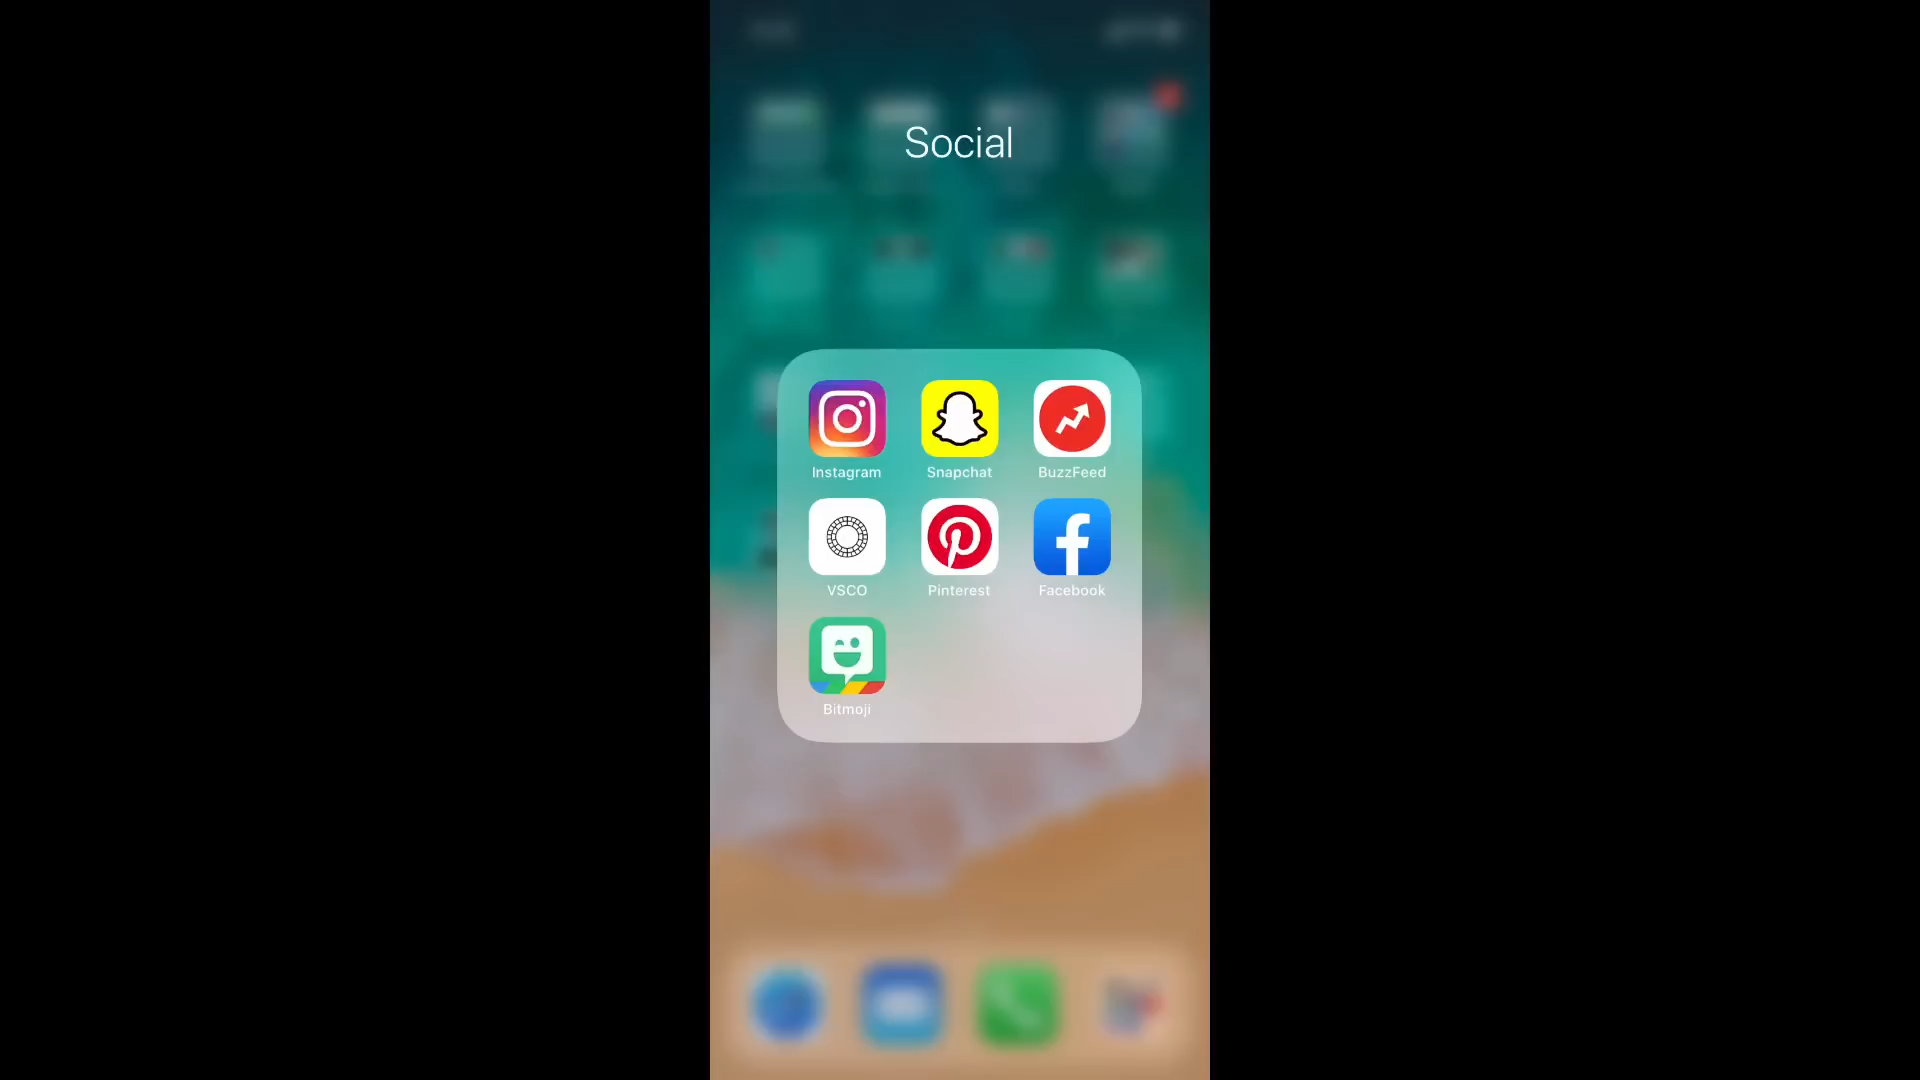 Social
Instagram Snapchat BuzzFeed
VSCO Pinterest Facebook
Bitmoji